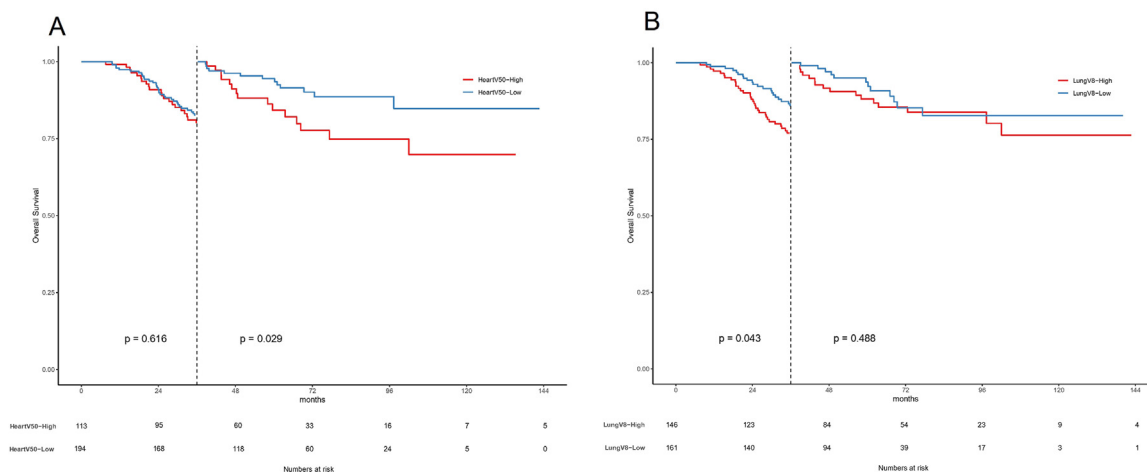 A
1.00
0.75
0.50
0.25
0.00
Overall Survival
HeartV50-High
HeartV50-Low
p = 0.616
p = 0.029
0 24 48 72 96 120 144
months
HeartV50-High 113 95 60 33 16 7 5
HeartV50-Low 194 168 118 60 24 5 0
Numbers at risk
B
1.00
0.75
0.50
0.25
0.00
Overall Survival
LungV8-High
LungV8-Low
p = 0.043
p = 0.488
0 24 48 72 96 120 144
months
LungV8-High 146 123 84 54 23 9 4
LungV8-Low 161 140 94 39 17 3 1
Numbers at risk